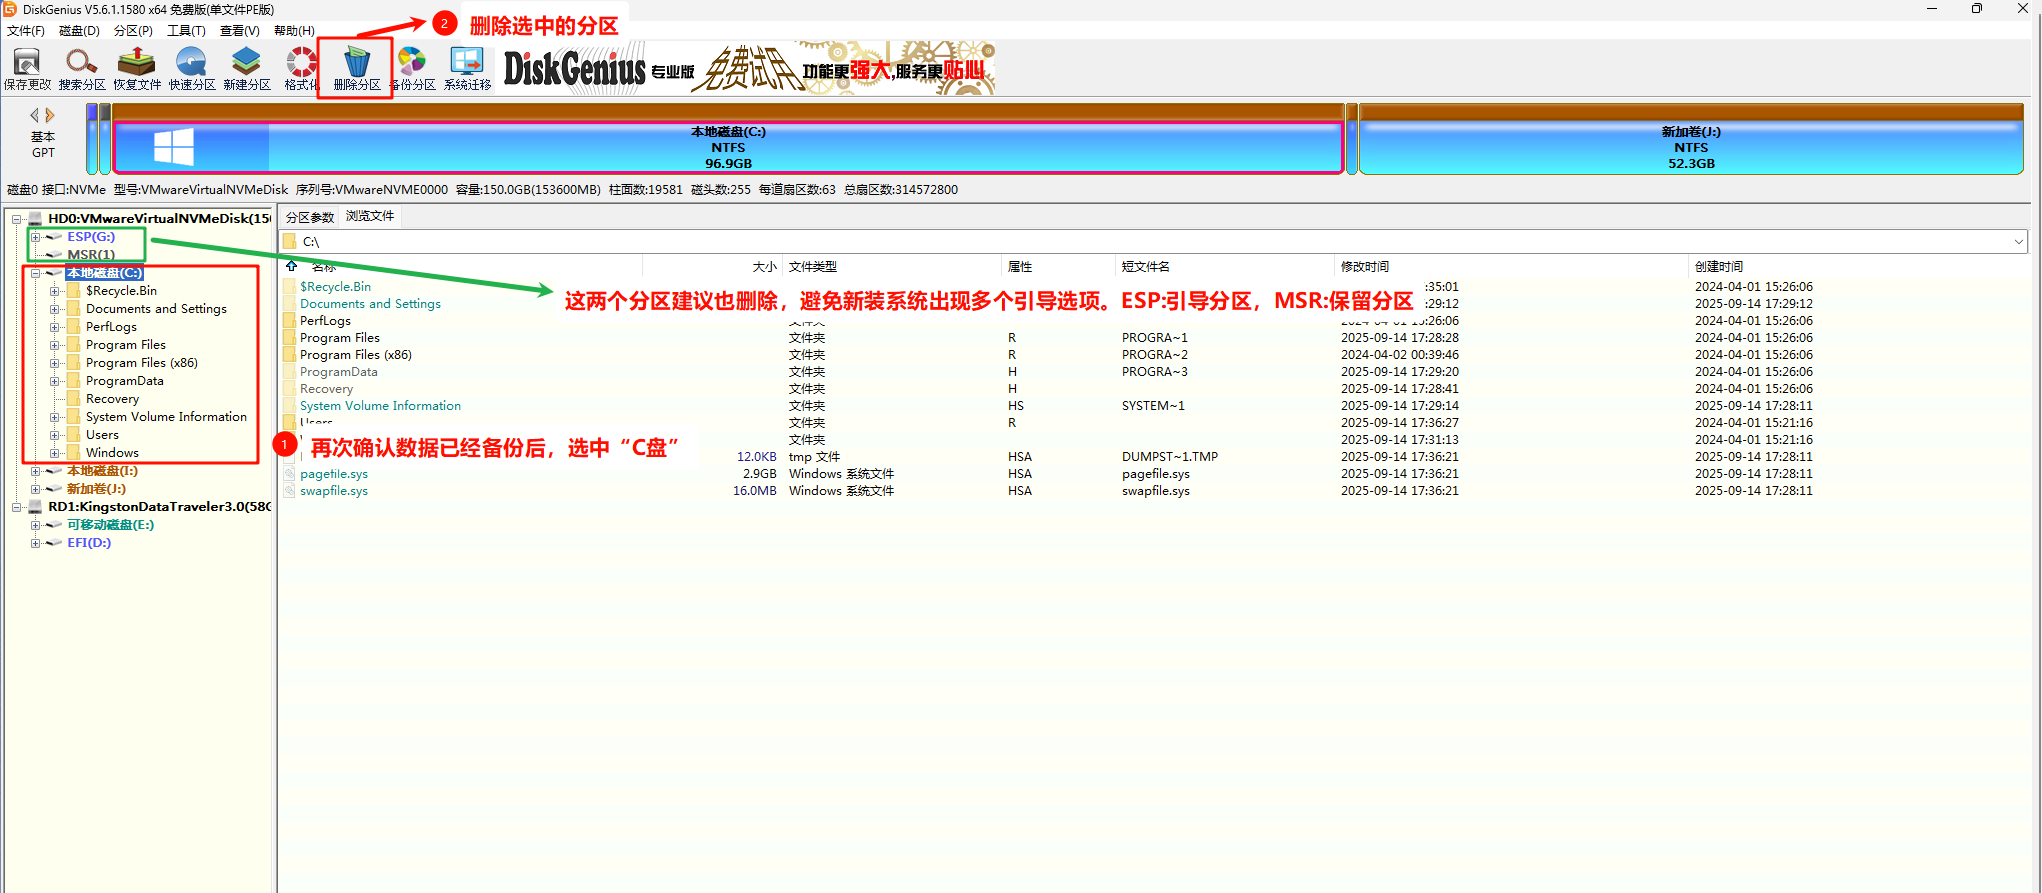 DiskGenius V5.6.1.1580 x64 免费版(单文件PE版)
文件(F) 磁盘(D) 分区(P) 工具(T) 查看(V) 帮助(H)
2 删除选中的分区
保存更改 搜索分区 恢复文件 快速分区 新建分区 格式化 删除分区 备份分区 系统迁移
DiskGenius 专业版 免费试用 功能更强大,服务更贴心
基本
GPT
本地磁盘(C:)
NTFS
96.9GB
新加卷(J:)
NTFS
52.3GB
磁盘0 接口:NVMe 型号:VMwareVirtualNVMeDisk 序列号:VMwareNVME0000 容量:150.0GB(153600MB) 柱面数:19581 磁头数:255 每道扇区数:63 总扇区数:314572800
HD0:VMwareVirtualNVMeDisk(15
ESP(G:)
MSR(1)
本地磁盘(C:)
$Recycle.Bin
Documents and Settings
PerfLogs
Program Files
Program Files (x86)
ProgramData
Recovery
System Volume Information
Users
Windows
本地磁盘(I:)
新加卷(J:)
RD1:KingstonDataTraveler3.0(58G
可移动磁盘(E:)
EFI(D:)
分区参数 浏览文件
C:\
名称 大小 文件类型 属性 短文件名 修改时间 创建时间
$Recycle.Bin :35:01 2024-04-01 15:26:06
Documents and Settings :29:12 2025-09-14 17:29:12
这两个分区建议也删除，避免新装系统出现多个引导选项。ESP:引导分区，MSR:保留分区
PerfLogs 文件夹 2024-04-01 15:26:06 2024-04-01 15:26:06
Program Files 文件夹 R PROGRA~1 2025-09-14 17:28:28 2024-04-01 15:26:06
Program Files (x86) 文件夹 R PROGRA~2 2024-04-02 00:39:46 2024-04-01 15:26:06
ProgramData 文件夹 H PROGRA~3 2025-09-14 17:29:20 2024-04-01 15:26:06
Recovery 文件夹 H 2025-09-14 17:28:41 2024-04-01 15:26:06
System Volume Information 文件夹 HS SYSTEM~1 2025-09-14 17:29:14 2025-09-14 17:28:11
Users 文件夹 R 2025-09-14 17:36:27 2024-04-01 15:21:16
文件夹 2025-09-14 17:31:13 2024-04-01 15:21:16
1 再次确认数据已经备份后，选中“C盘”
12.0KB tmp 文件 HSA DUMPST~1.TMP 2025-09-14 17:36:21 2025-09-14 17:28:11
pagefile.sys 2.9GB Windows 系统文件 HSA pagefile.sys 2025-09-14 17:36:21 2025-09-14 17:28:11
swapfile.sys 16.0MB Windows 系统文件 HSA swapfile.sys 2025-09-14 17:36:21 2025-09-14 17:28:11